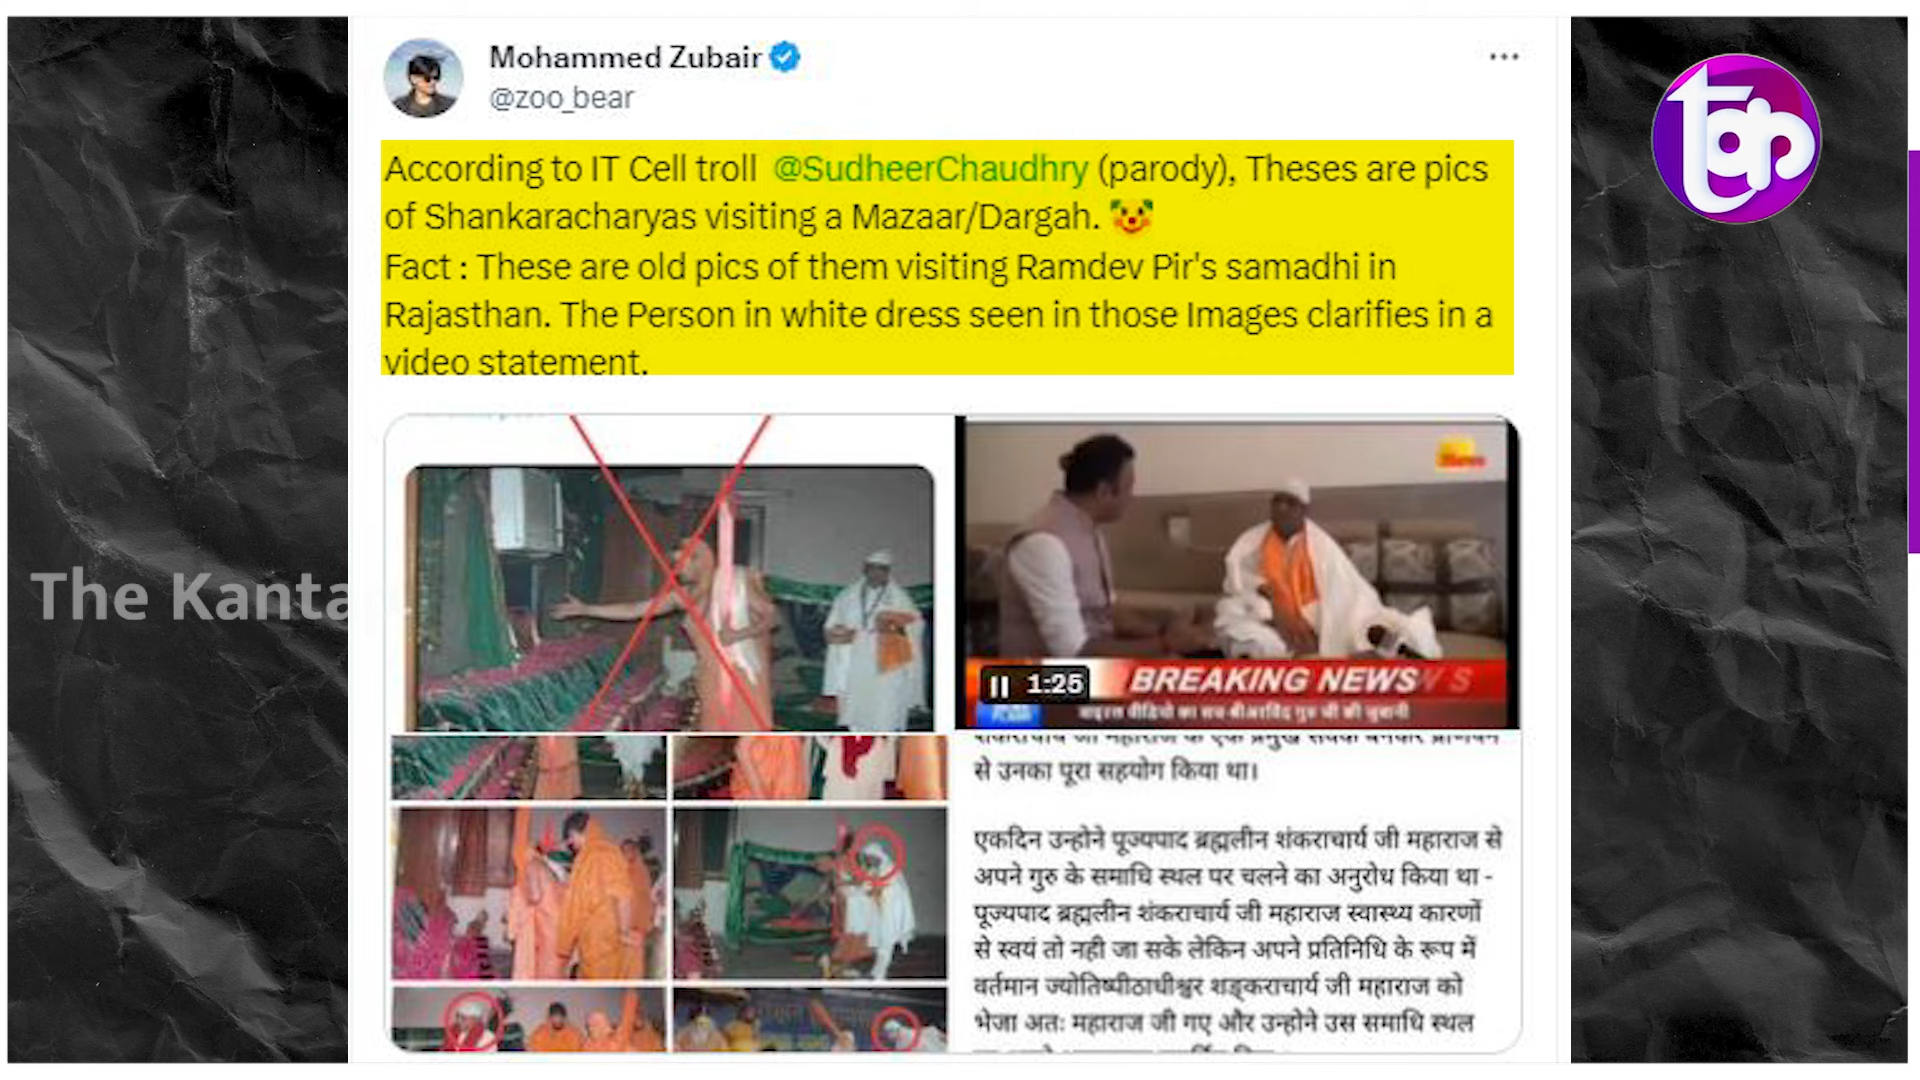 Mohammed Zubair
@zoo_bear
According to IT Cell troll @SudheerChaudhry (parody), Theses are pics
of Shankaracharyas visiting a Mazaar/Dargah.
Fact : These are old pics of them visiting Ramdev Pir's samadhi in
Rajasthan. The Person in white dress seen in those Images clarifies in a
video statement.
The Kanta
1:25
BREAKING NEWS
से उनका पूरा सहयोग किया था।
एकदिन उन्होने पूज्यपाद ब्रह्मलीन शंकराचार्य जी महाराज से
अपने गुरु के समाधि स्थल पर चलने का अनुरोध किया था -
पूज्यपाद ब्रह्मलीन शंकराचार्य जी महाराज स्वास्थ्य कारणों
से स्वयं तो नही जा सके लेकिन अपने प्रतिनिधि के रूप में
वर्तमान ज्योतिष्पीठाधीश्वर शङ्कराचार्य जी महाराज को
भेजा अतः महाराज जी गए और उन्होने उस समाधि स्थल